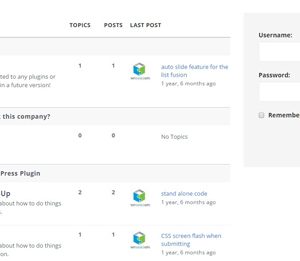 TOPICS POSTS LAST POST
Username:
1 1 auto slide feature for the
list fusion
ated to any plugins or
in a future version!
1 year, 6 months ago
Password:
t this company?
Remembe
0 0 No Topics
Press Plugin
-Up
2 2 stand alone code
about how to do things
1 year, 6 months ago
s.
1 1 CSS screen flash when
submitting
about how to do things
1 year, 6 months ago
s.